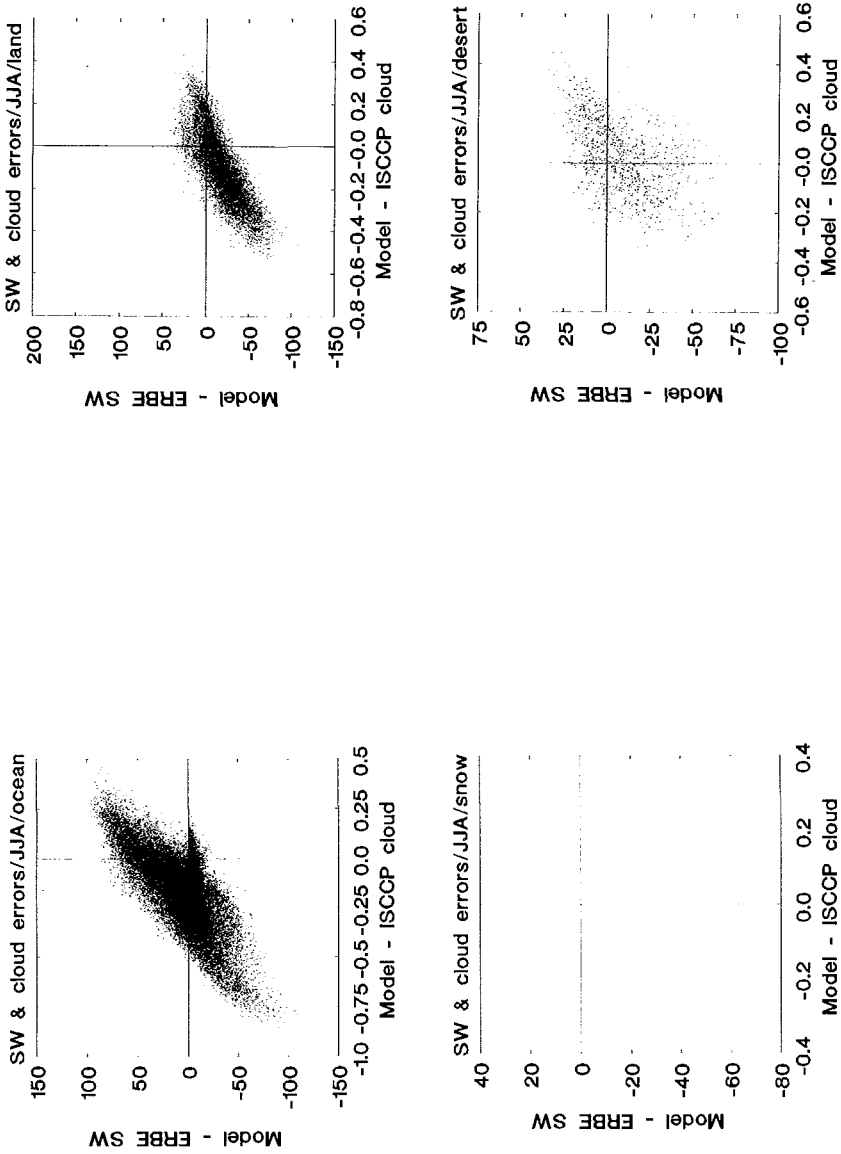 SW & cloud errors/JJA/ocean
150
100
50
0
-50
-100
-150
-1.0 -0.75 -0.5 -0.25 0.0 0.25 0.5
Model - ISCCP cloud
Model - ERBE SW
SW & cloud errors/JJA/land
200
150
100
50
0
-50
-100
-150
-0.8 -0.6 -0.4 -0.2 -0.0 0.2 0.4 0.6
Model - ISCCP cloud
Model - ERBE SW
SW & cloud errors/JJA/snow
40
20
0
-20
-40
-60
-80
-0.4 -0.2 0.0 0.2 0.4
Model - ISCCP cloud
Model - ERBE SW
SW & cloud errors/JJA/desert
75
50
25
0
-25
-50
-75
-100
-0.6 -0.4 -0.2 -0.0 0.2 0.4 0.6
Model - ISCCP cloud
Model - ERBE SW